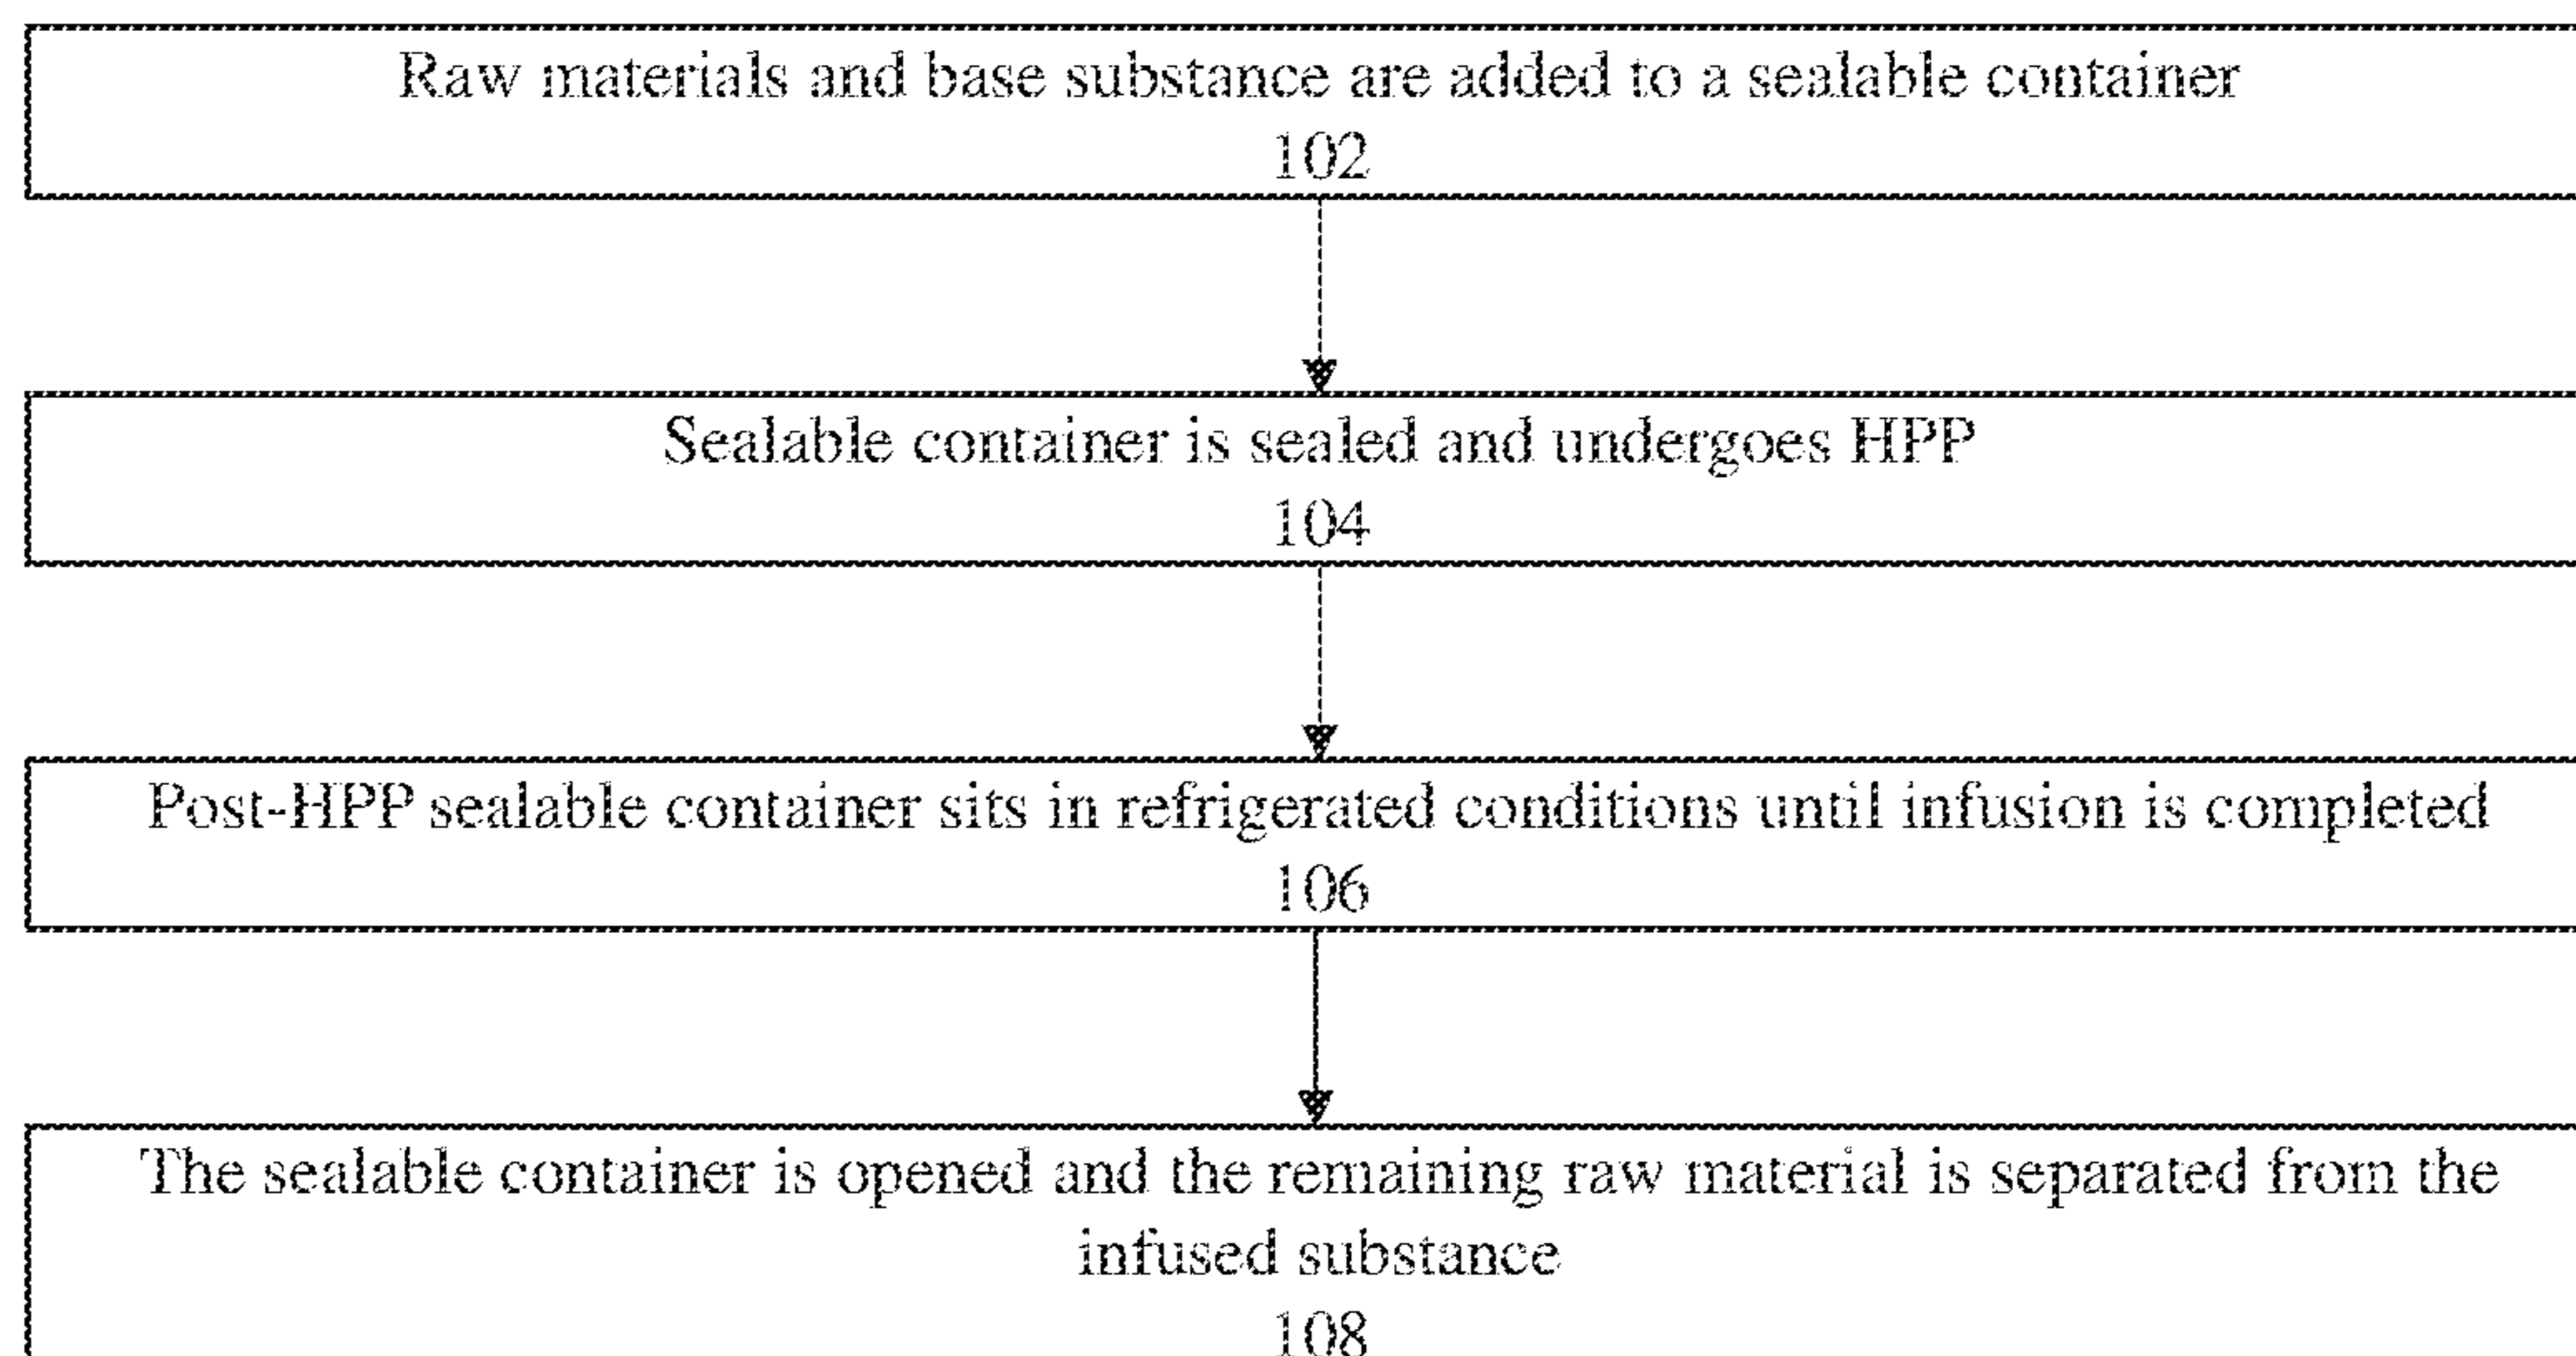 Raw materials and base substance are added to a sealable container
102
Sealable container is sealed and undergoes HPP
104
Post-HPP sealable container sits in refrigerated conditions until infusion is completed
106
The sealable container is opened and the remaining raw material is separated from the
infused substance
108